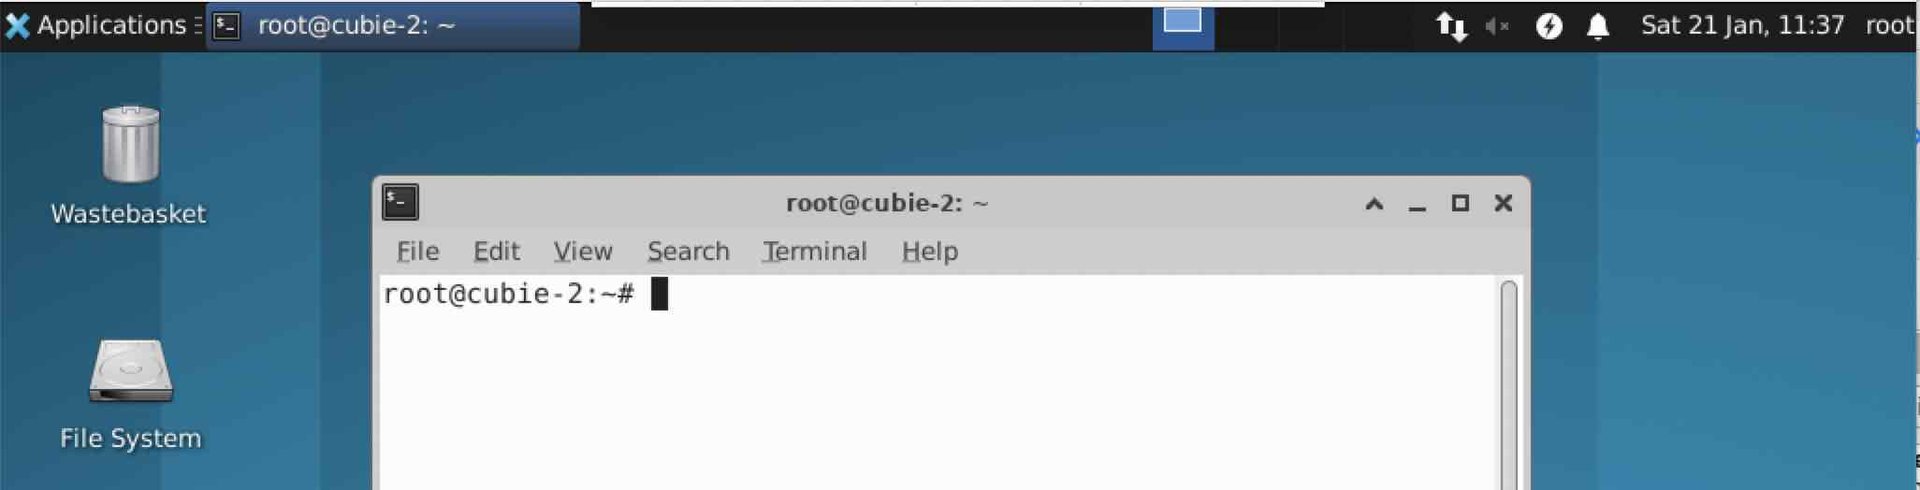 Applications root@cubie-2: ~ Sat 21 Jan, 11:37 root
Wastebasket
root@cubie-2: ~
File Edit View Search Terminal Help
root@cubie-2:~#
File System